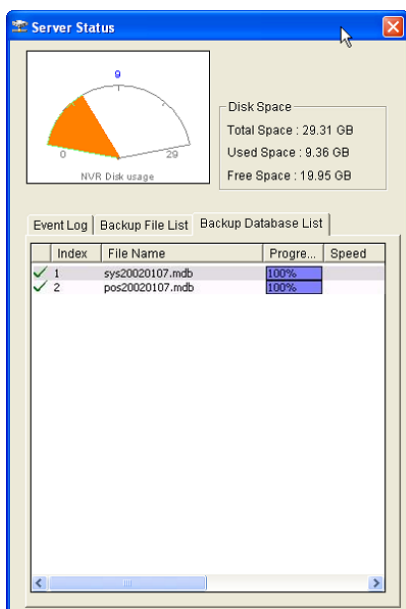 Server Status
9
0
29
NVR Disk usage
Disk Space
Total Space : 29.31 GB
Used Space : 9.36 GB
Free Space : 19.95 GB
Event Log Backup File List Backup Database List
Index File Name Progre... Speed
1 sys20020107.mdb 100%
2 pos20020107.mdb 100%